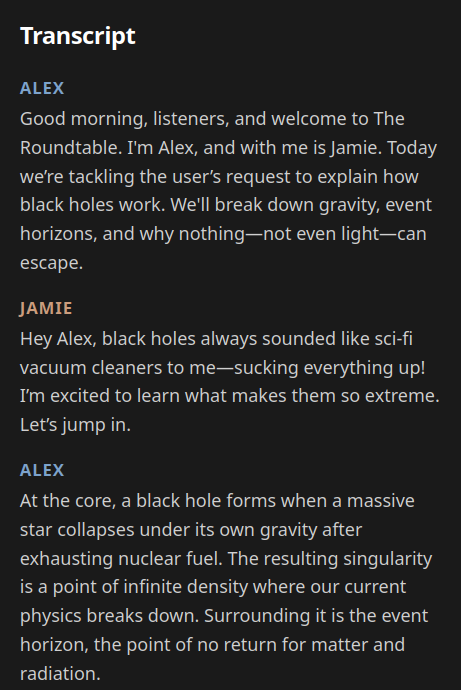 Transcript
ALEX
Good morning, listeners, and welcome to The
Roundtable. I'm Alex, and with me is Jamie. Today
we’re tackling the user’s request to explain how
black holes work. We'll break down gravity, event
horizons, and why nothing—not even light—can
escape.
JAMIE
Hey Alex, black holes always sounded like sci-fi
vacuum cleaners to me—sucking everything up!
I’m excited to learn what makes them so extreme.
Let’s jump in.
ALEX
At the core, a black hole forms when a massive
star collapses under its own gravity after
exhausting nuclear fuel. The resulting singularity
is a point of infinite density where our current
physics breaks down. Surrounding it is the event
horizon, the point of no return for matter and
radiation.